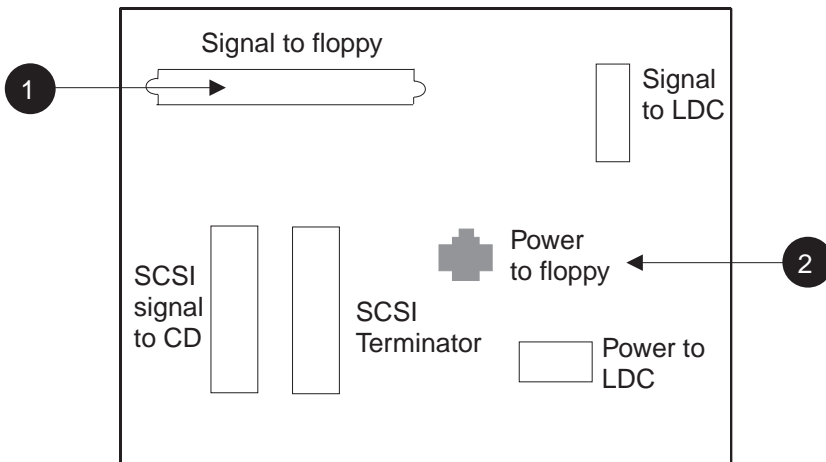 Signal to floppy
1
Signal
to LDC
Power
to floppy
2
SCSI
signal
to CD
SCSI
Terminator
Power to
LDC